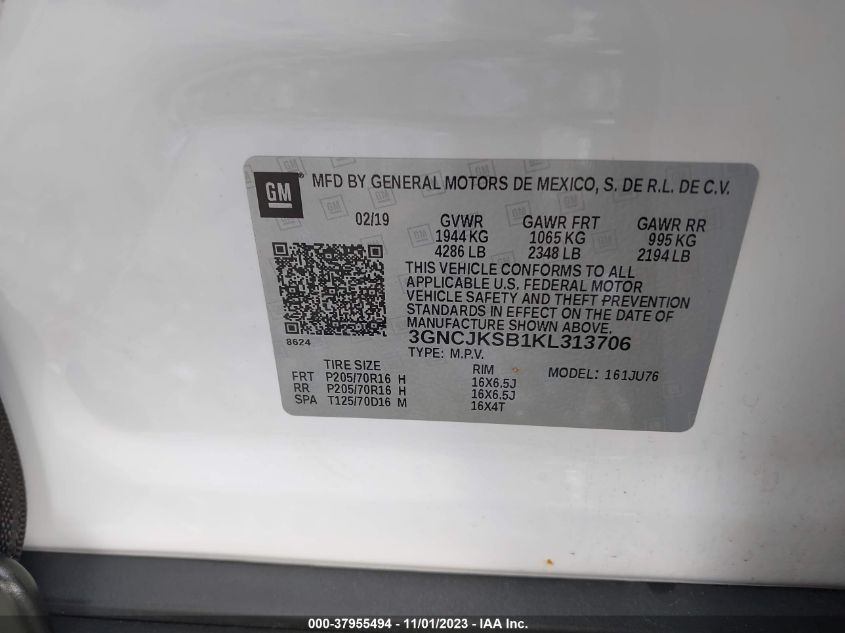 GM
MFD BY GENERAL MOTORS DE MEXICO, S. DE R.L. DE C.V.
02/19 GVWR GAWR FRT GAWR RR
1944 KG 1065 KG 995 KG
4286 LB 2348 LB 2194 LB
THIS VEHICLE CONFORMS TO ALL
APPLICABLE U.S. FEDERAL MOTOR
VEHICLE SAFETY AND THEFT PREVENTION
STANDARDS IN EFFECT ON THE DATE OF
MANUFACTURE SHOWN ABOVE.
8624
3GNCJKSB1KL313706
TYPE: M.P.V.
TIRE SIZE RIM MODEL: 161JU76
FRT P205/70R16 H 16X6.5J
RR P205/70R16 H 16X6.5J
SPA T125/70D16 M 16X4T
000-37955494 - 11/01/2023 - IAA Inc.